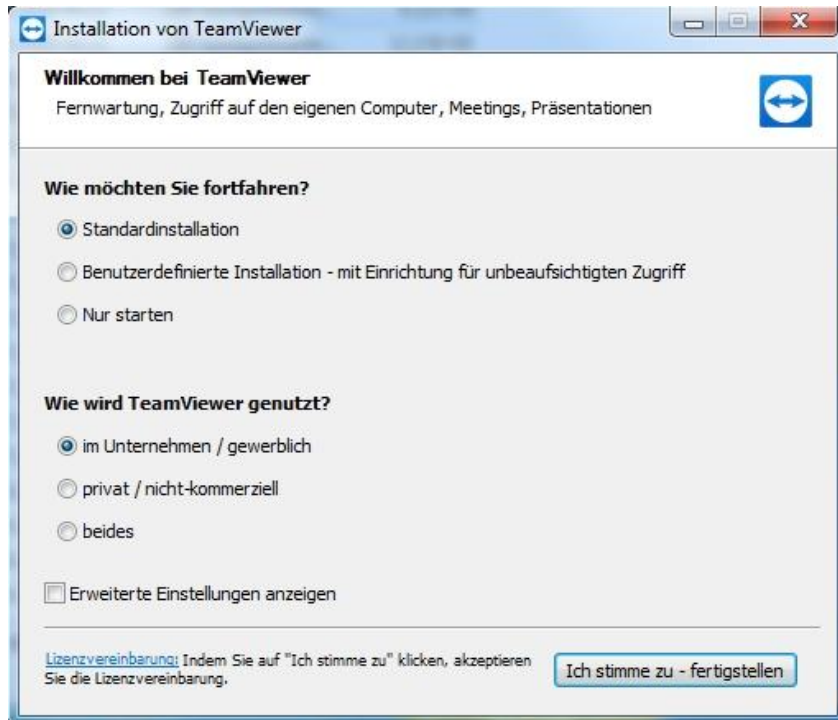 Installation von TeamViewer
Willkommen bei TeamViewer
Fernwartung, Zugriff auf den eigenen Computer, Meetings, Präsentationen
Wie möchten Sie fortfahren?
Standardinstallation
Benutzerdefinierte Installation - mit Einrichtung für unbeaufsichtigten Zugriff
Nur starten
Wie wird TeamViewer genutzt?
im Unternehmen / gewerblich
privat / nicht-kommerziell
beides
Erweiterte Einstellungen anzeigen
Lizenzvereinbarung: Indem Sie auf "Ich stimme zu" klicken, akzeptieren
Sie die Lizenzvereinbarung.
Ich stimme zu - fertigstellen